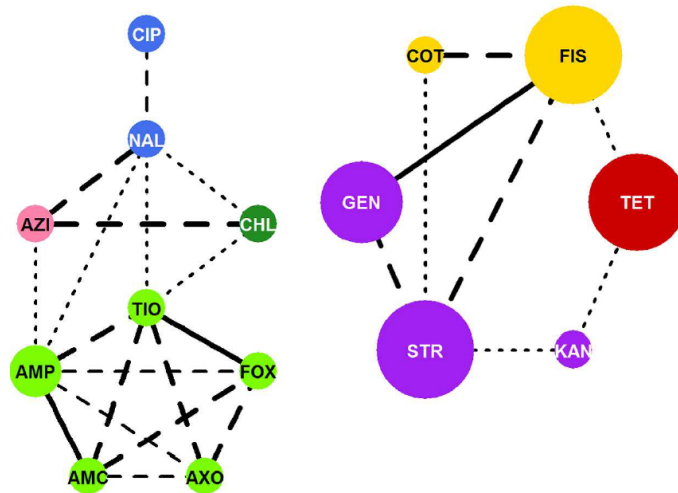 CIP
NAL
AZI
CHL
TIO
AMP
FOX
AMC
AXO
COT
FIS
GEN
TET
STR
KAN